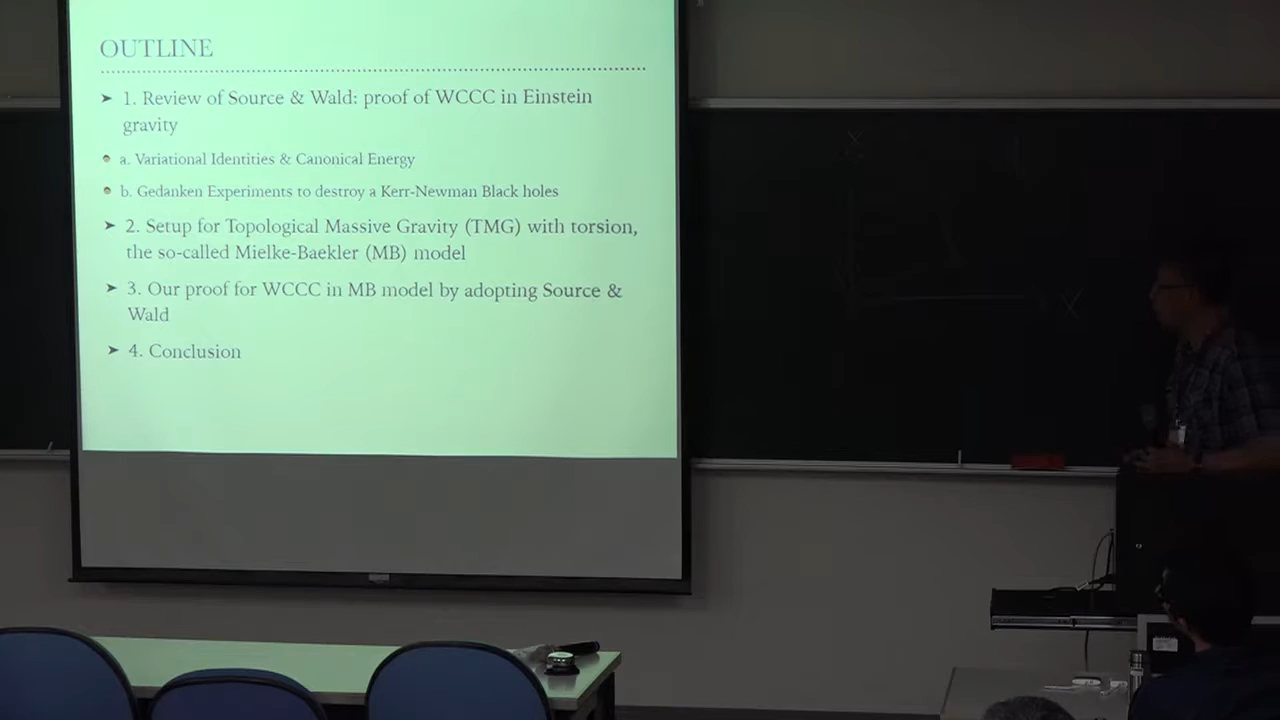 OUTLINE
➤ 1. Review of Source & Wald: proof of WCCC in Einstein
gravity
a. Variational Identities & Canonical Energy
b. Gedanken Experiments to destroy a Kerr-Newman Black holes
➤ 2. Setup for Topological Massive Gravity (TMG) with torsion,
the so-called Mielke-Baekler (MB) model
➤ 3. Our proof for WCCC in MB model by adopting Source &
Wald
➤ 4. Conclusion